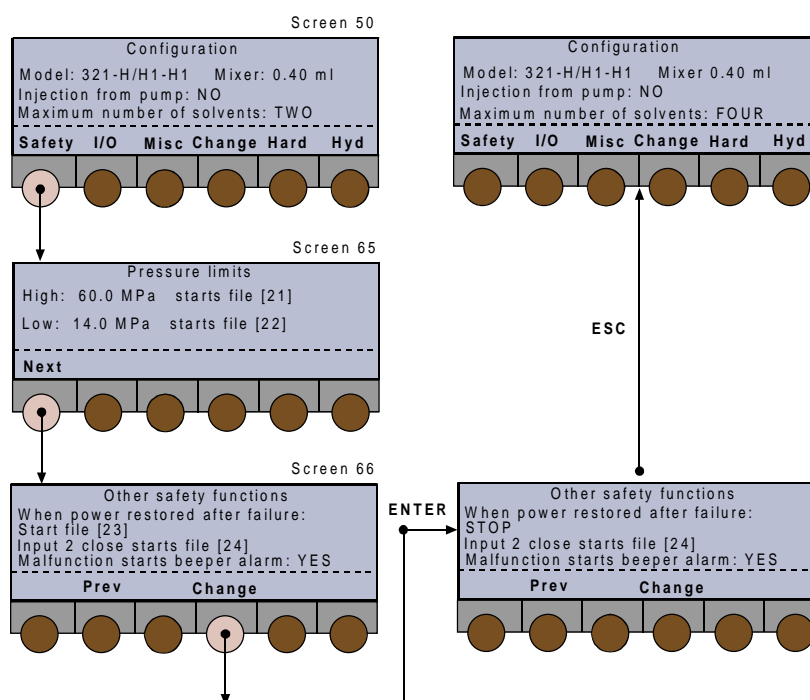 Screen 50
Configuration
Model: 321-H/H1-H1 Mixer: 0.40 ml
Injection from pump: NO
Maximum number of solvents: TWO
Safety I/O Misc Change Hard Hyd
Configuration
Model: 321-H/H1-H1 Mixer 0.40 ml
Injection from pump: NO
Maximum number of solvents: FOUR
Safety I/O Misc Change Hard Hyd
Screen 65
Pressure limits
High: 60.0 MPa starts file [21]
Low: 14.0 MPa starts file [22]
Next
ESC
Screen 66
Other safety functions
When power restored after failure:
Start file [23]
Input 2 close starts file [24]
Malfunction starts beeper alarm: YES
Prev Change
ENTER
Other safety functions
When power restored after failure:
STOP
Input 2 close starts file [24]
Malfunction starts beeper alarm: YES
Prev Change